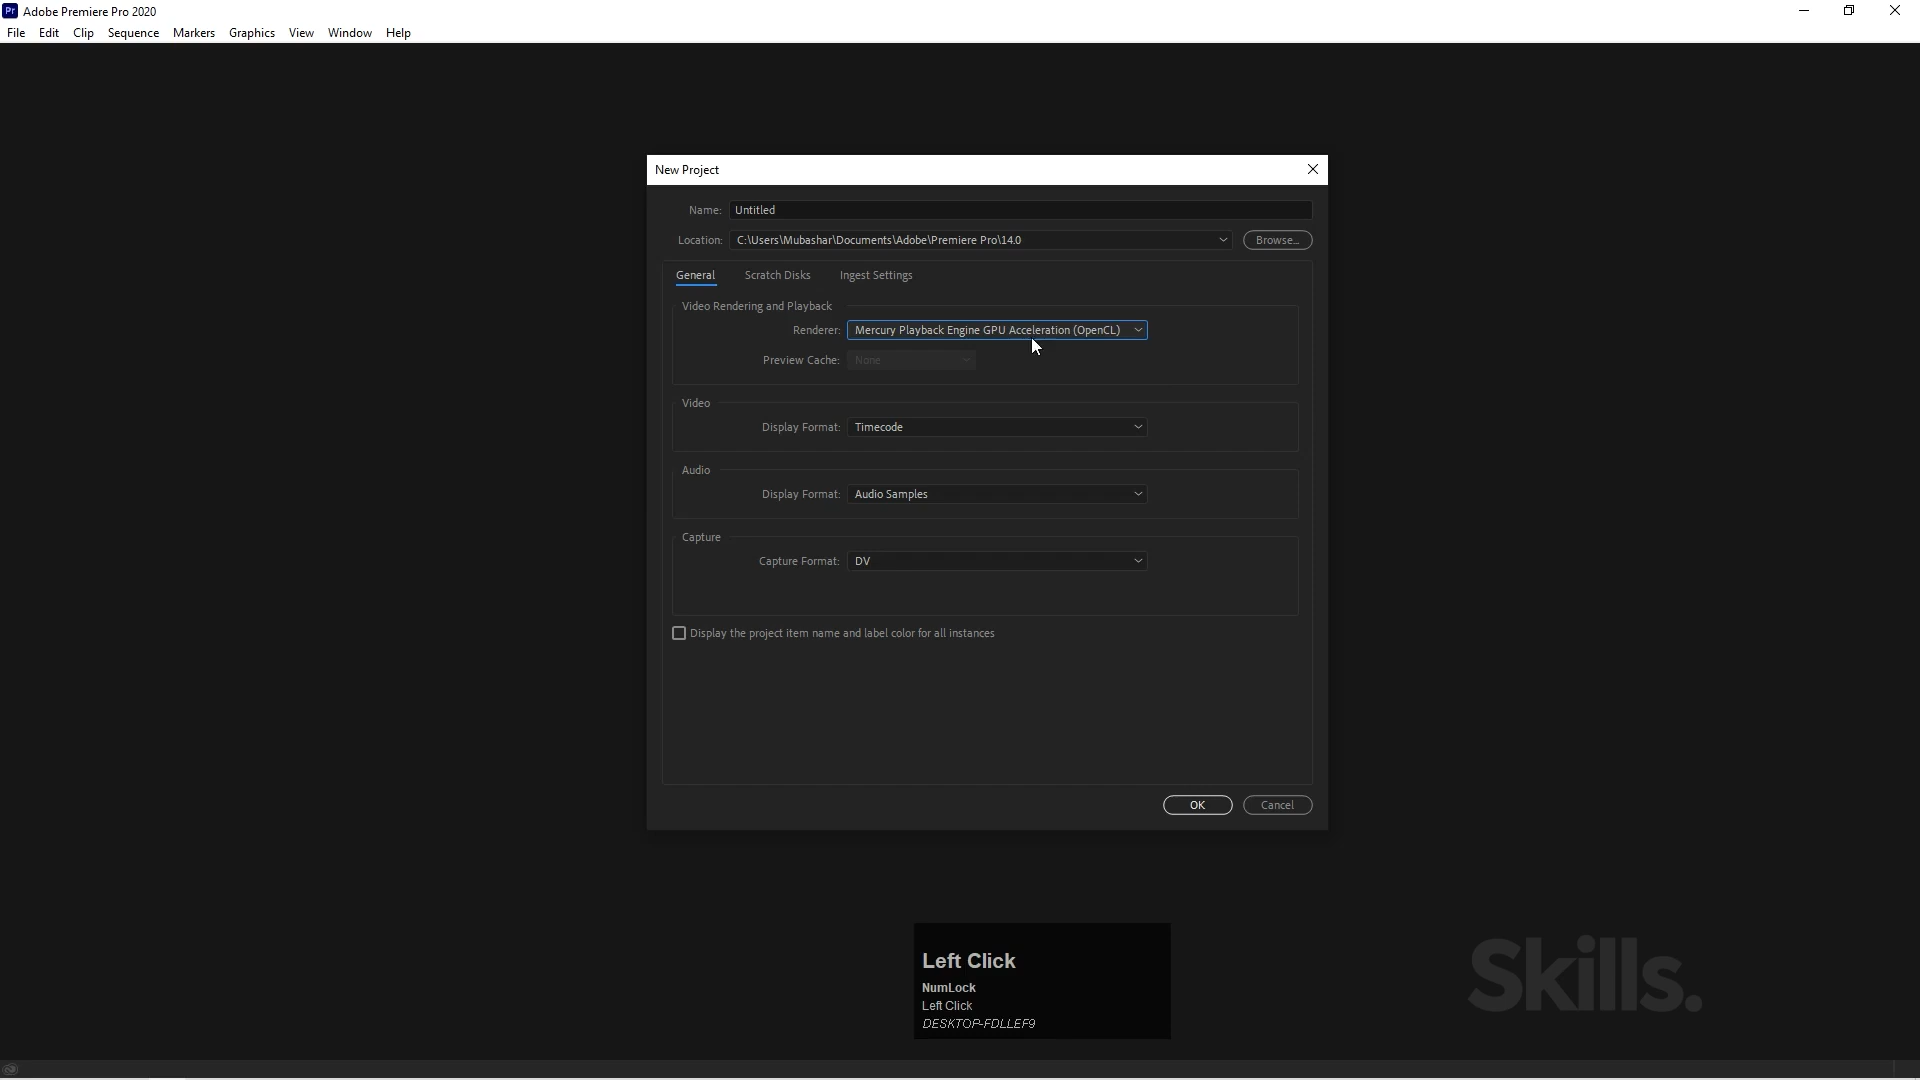 Pr Adobe Premiere Pro 2020
File Edit Clip Sequence Markers Graphics View Window Help
New Project
Name: Untitled
Location: C:\Users\Mubashar\Documents\Adobe\Premiere Pro\14.0 Browse...
General Scratch Disks Ingest Settings
Video Rendering and Playback
Renderer: Mercury Playback Engine GPU Acceleration (OpenCL)
Preview Cache: None
Video
Display Format: Timecode
Audio
Display Format: Audio Samples
Capture
Capture Format: DV
Display the project item name and label color for all instances
OK Cancel
Left Click
NumLock
Left Click
DESKTOP-FDLLEF9
Skills.